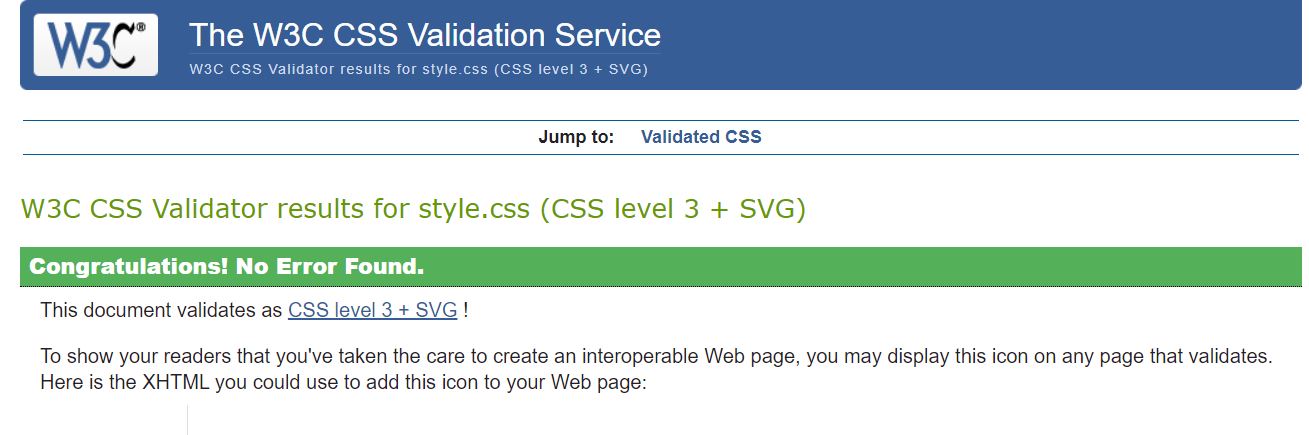 W3C®
The W3C CSS Validation Service
W3C CSS Validator results for style.css (CSS level 3 + SVG)
Jump to: Validated CSS
W3C CSS Validator results for style.css (CSS level 3 + SVG)
Congratulations! No Error Found.
This document validates as CSS level 3 + SVG !
To show your readers that you've taken the care to create an interoperable Web page, you may display this icon on any page that validates.
Here is the XHTML you could use to add this icon to your Web page: